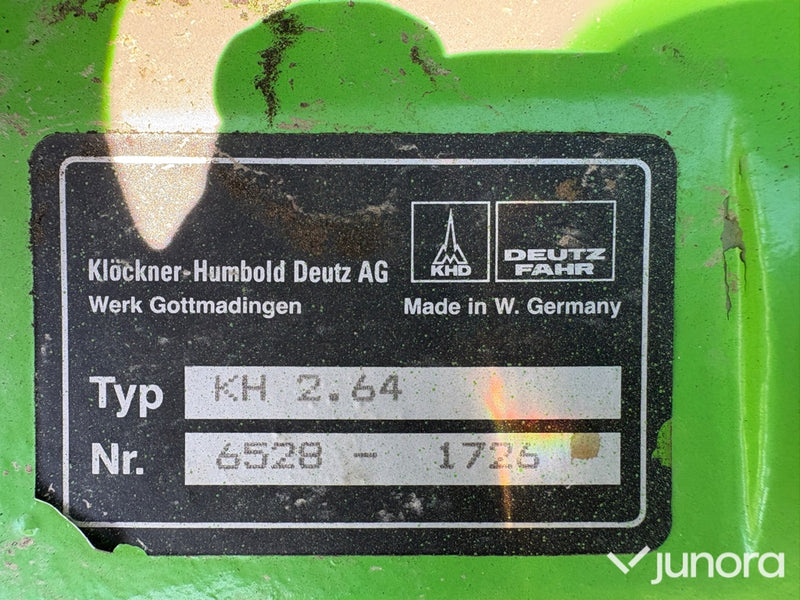 KHD
DEUTZ
FAHR
Klöckner-Humbold Deutz AG
Werk Gottmadingen
Made in W. Germany
Typ KH 2.64
Nr. 6528 - 1726
junora